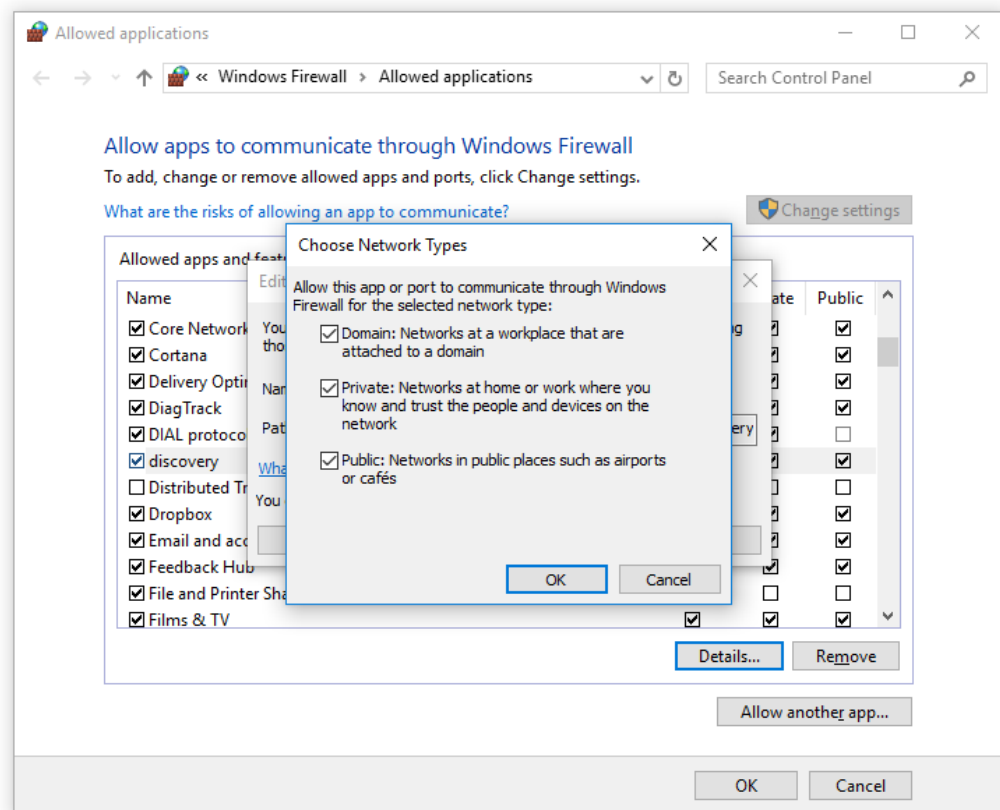 Allowed applications
« Windows Firewall › Allowed applications
Search Control Panel
Allow apps to communicate through Windows Firewall
To add, change or remove allowed apps and ports, click Change settings.
What are the risks of allowing an app to communicate?
Change settings
Allowed apps and
Name
Public
Core Network
Cortana
Delivery
DiagTrack
DIAL
discovery
Distributed
Dropbox
Email and
Feedback Hub
File and Printer
Films & TV
Edit
You
Choose Network Types
Allow this app or port to communicate through Windows
Firewall for the selected network type:
Domain: Networks at a workplace that are
attached to a domain
Private: Networks at home or work where you
know and trust the people and devices on the
network
Public: Networks in public places such as airports
or cafés
OK
Cancel
Details...
Remove
Allow another app...
OK
Cancel